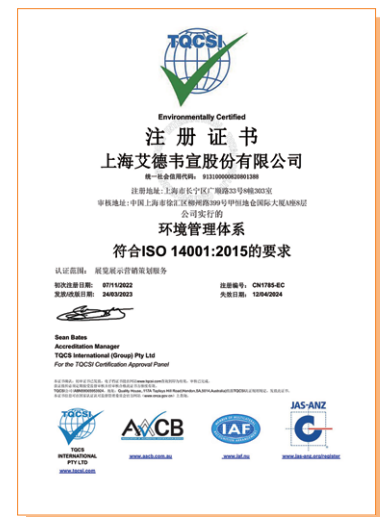 TQCSI
Environmentally Certified
注册证书
上海艾德韦宣股份有限公司
统一社会信用代码:
注册地址:上海市长宁区广顺路33号8幢303室
审核地址:中国上海市徐汇区柳州路399号甲恒地仓国际大厦A座8层
公司实行的
环境管理体系
符合ISO 14001:2015的要求
认证范围: 展览展示营销策划服务
初次注册日期: 07/11/2022 注册编号: CN1785-EC
发放/改版日期: 24/03/2023 失效日期: 12/04/2024
Sean Bates
Accreditation Manager
TQCS International (Group) Pty Ltd
For the TQCSI Certification Approval Panel
TQCSI
TQCS
INTERNATIONAL
PTY LTD
www.tqcsi.com
AACB
www.aacb.com.au
IAF
www.iaf.nu
JAS-ANZ
www.jas-anz.org/register